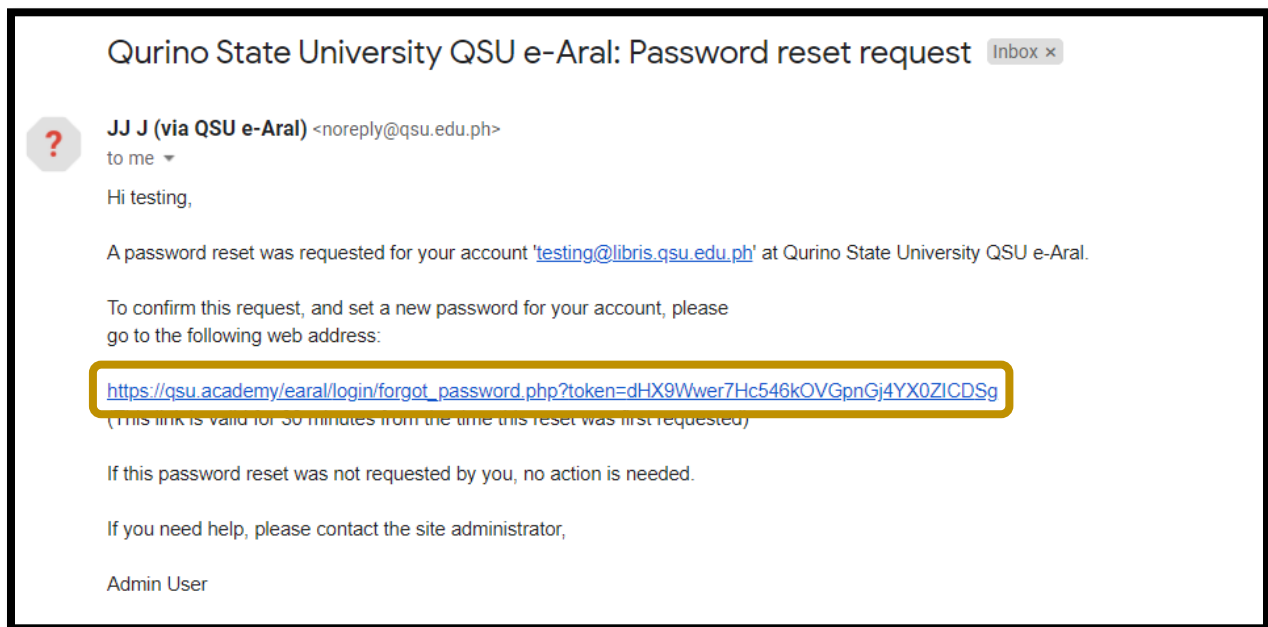 Qurino State University QSU e-Aral: Password reset request Inbox ×
?
JJ J (via QSU e-Aral) <noreply@qsu.edu.ph>
to me
Hi testing,
A password reset was requested for your account 'testing@libris.qsu.edu.ph' at Qurino State University QSU e-Aral.
To confirm this request, and set a new password for your account, please
go to the following web address:
https://qsu.academy/earal/login/forgot_password.php?token=dHX9Wwer7Hc546kOVGpnGj4YX0ZICDSg
(This link is valid for 30 minutes from the time this reset was first requested)
If this password reset was not requested by you, no action is needed.
If you need help, please contact the site administrator,
Admin User